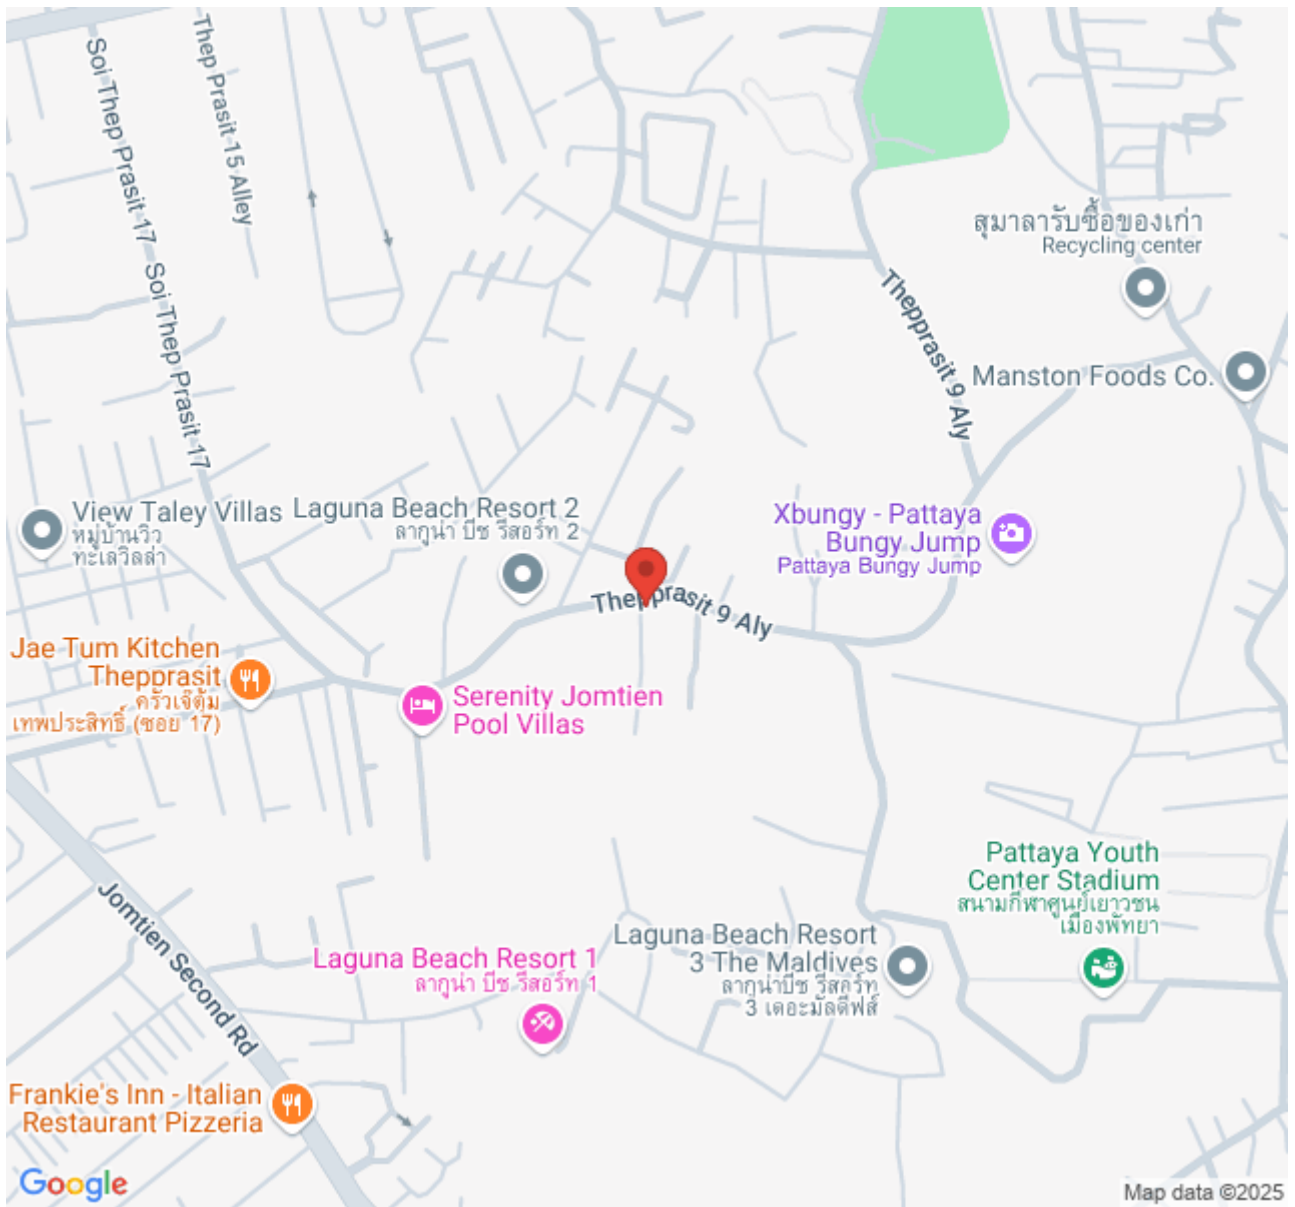 Soi Thep Prasit 17
Thep Prasit 15 Alley
Soi Thep Prasit 17
สุมาลารับซื้อของเก่า
Recycling center
Thepprasit 9 Aly
Manston Foods Co.
View Taley Villas
หมู่บ้านวิว
ทะเลวิลล่า
Laguna Beach Resort 2
ลากูน่า บีช รีสอร์ท 2
Xbungy - Pattaya
Bungy Jump
Pattaya Bungy Jump
Thepprasit 9 Aly
Jae Tum Kitchen
Thepprasit
ครัวเจ๊ตุ้ม
เทพประสิทธิ์ (ซอย 17)
Serenity Jomtien
Pool Villas
Jomtien Second Rd
Pattaya Youth
Center Stadium
สนามกีฬาศูนย์เยาวชน
เมืองพัทยา
Laguna Beach Resort
3 The Maldives
ลากูน่าบีช รีสอร์ท
3 เดอะมัลดีฟส์
Laguna Beach Resort 1
ลากูน่า บีช รีสอร์ท 1
Frankie's Inn - Italian
Restaurant Pizzeria
Google
Map data ©2025